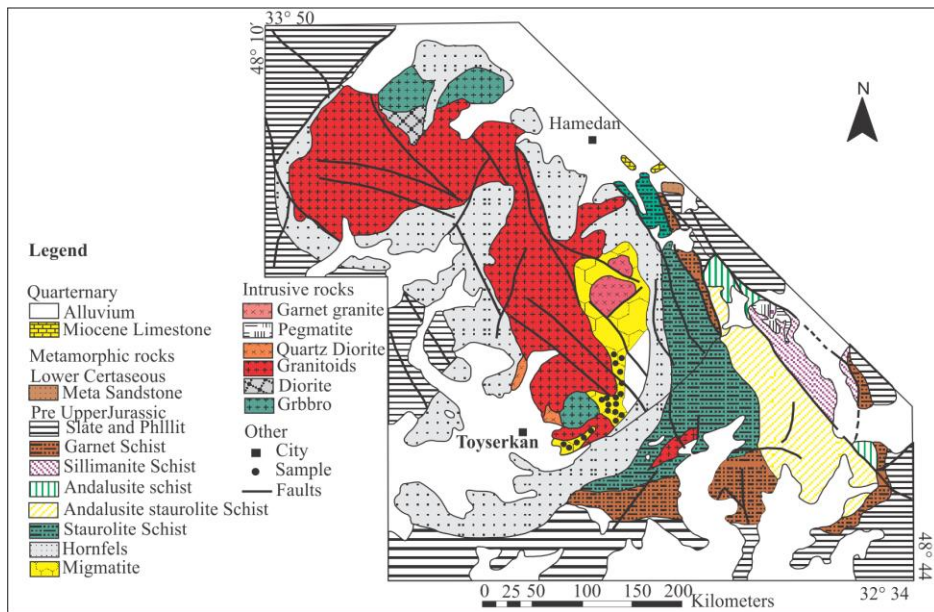 33 50
48° 10´
N
Hamedan
Toyserkan
Legend
Quarternary
Alluvium
Miocene Limestone
Metamorphic rocks
Lower Certaseous
Meta Sandstone
Pre UpperJurassic
Slate and Phllit
Garnet Schist
Sillimanite Schist
Andalusite schist
Andalusite staurolite Schist
Staurolite Schist
Hornfels
Migmatite
Intrusive rocks
Garnet granite
Pegmatite
Quartz Diorite
Granitoids
Diorite
Grbbro
Other
City
Sample
Faults
0 25 50 100 150 200
Kilometers
48° 44
32° 34